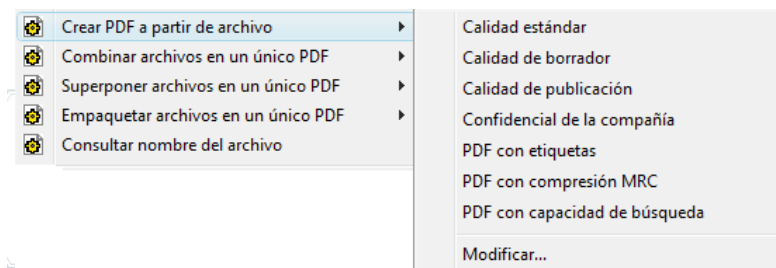 Crear PDF a partir de archivo
Combinar archivos en un único PDF
Superponer archivos en un único PDF
Empaquetar archivos en un único PDF
Consultar nombre del archivo
Calidad estándar
Calidad de borrador
Calidad de publicación
Confidencial de la compañía
PDF con etiquetas
PDF con compresión MRC
PDF con capacidad de búsqueda
Modificar...